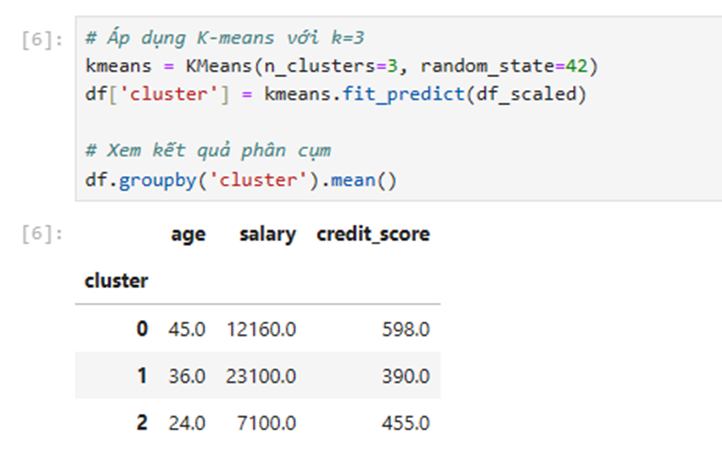 [6]:
# Áp dụng K-means với k=3
kmeans = KMeans(n_clusters=3, random_state=42)
df['cluster'] = kmeans.fit_predict(df_scaled)
# Xem kết quả phân cụm
df.groupby('cluster').mean()
[6]:
age salary credit_score
cluster
0 45.0 12160.0 598.0
1 36.0 23100.0 390.0
2 24.0 7100.0 455.0